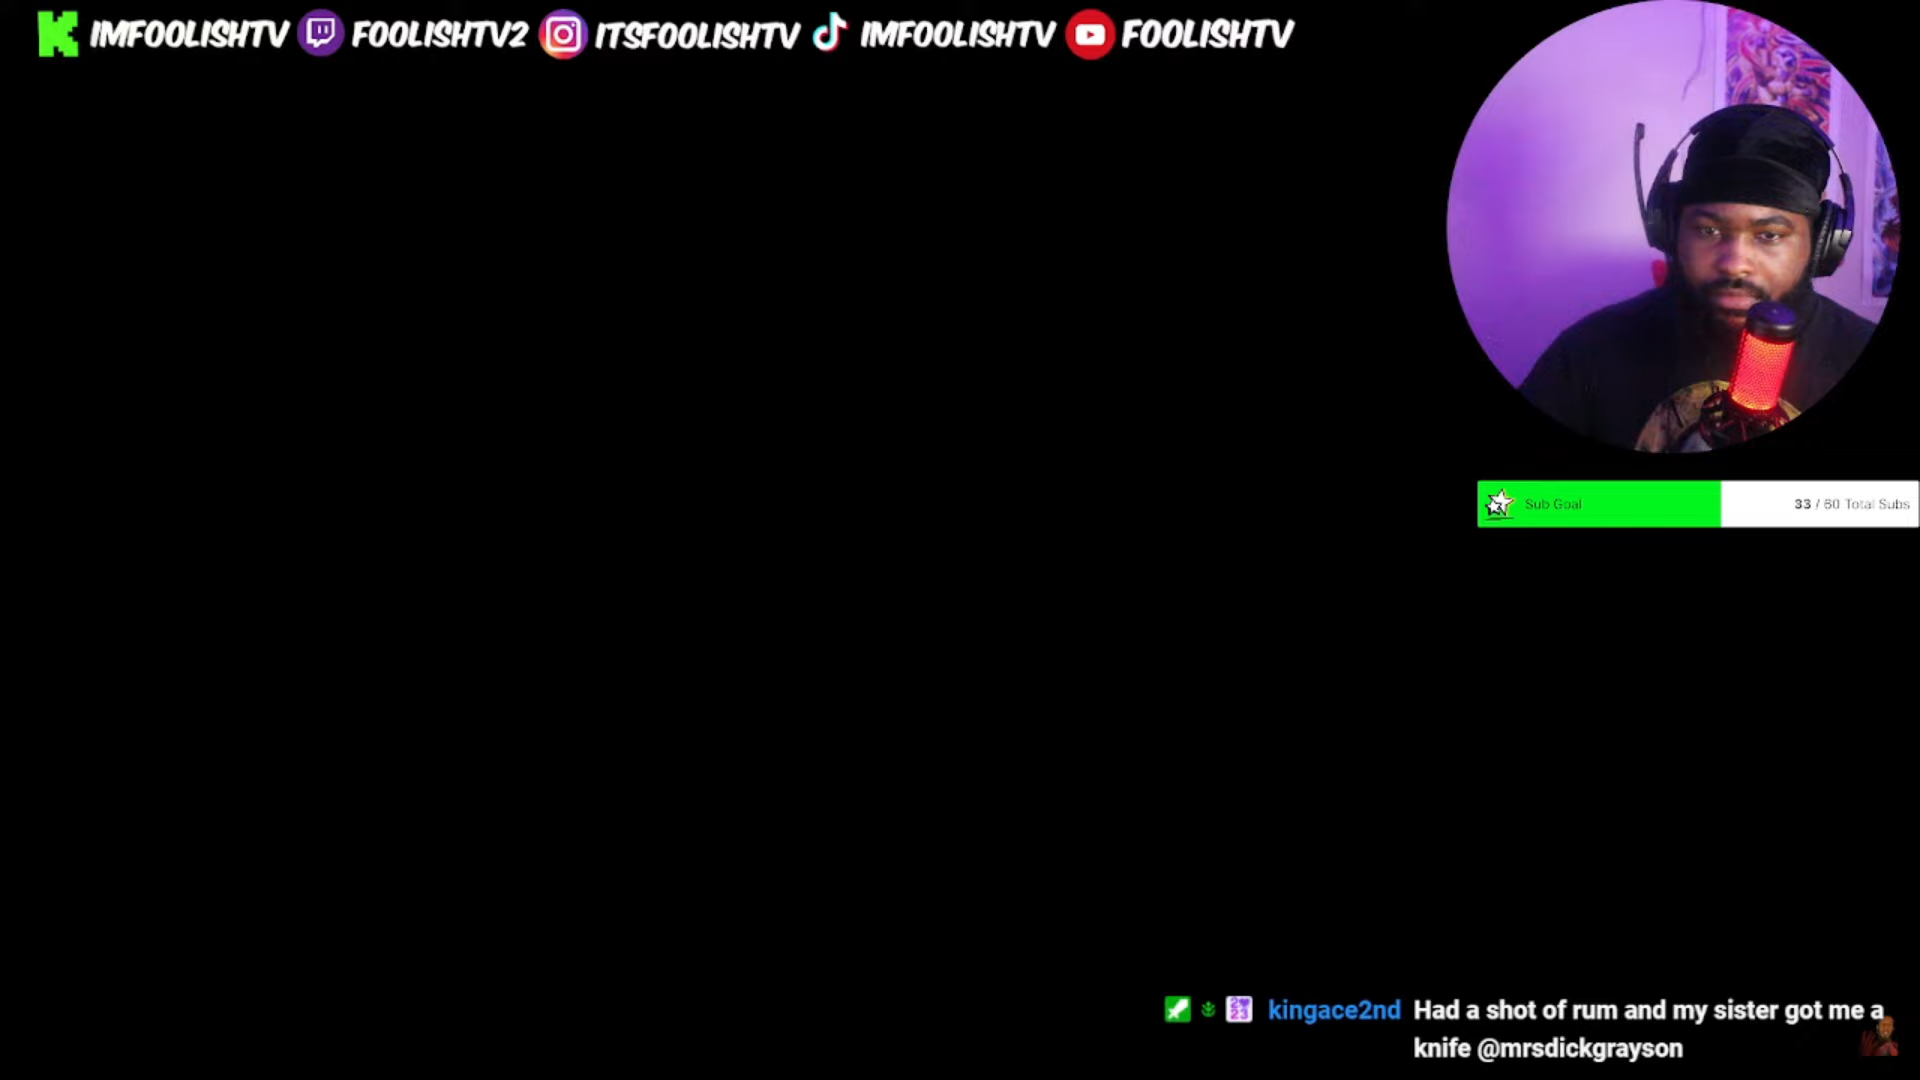 IMFOOLISHTV FOOLISHTV2 ITSFOOLISHTV IMFOOLISHTV FOOLISHTV
Sub Goal 33 / 60 Total Subs
kingace2nd Had a shot of rum and my sister got me a
knife @mrsdickgrayson